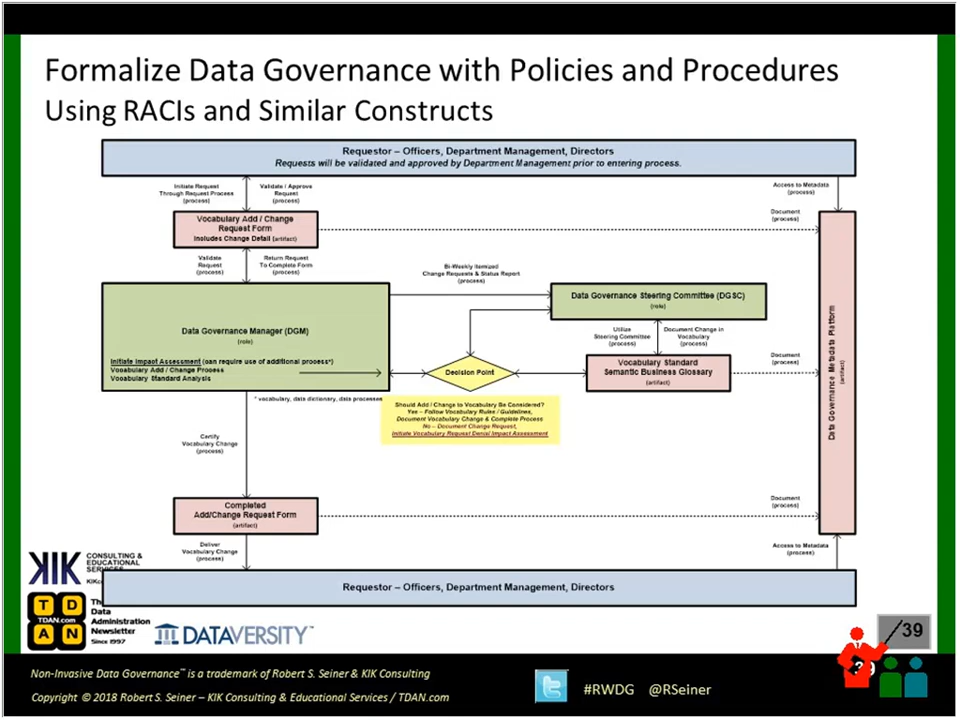 Formalize Data Governance with Policies and Procedures
Using RACIs and Similar Constructs
Requestor – Officers, Department Management, Directors
Requests will be validated and approved by Department Management prior to entering process.
Initiate Request
Through Request Process
(process)
Validate / Approve
Request
(process)
Access to Metadata
(process)
Vocabulary Add / Change
Request Form
Includes Change Detail (artifact)
Document
(process)
Validate
Request
(process)
Return Request
To Complete Form
(process)
Bi-Weekly Itemized
Change Requests & Status Report
(process)
Data Governance Manager (DGM)
(role)
Initiate Impact Assessment (can require use of additional process*)
Vocabulary Add / Change Process
Vocabulary Standard Analysis
Data Governance Steering Committee (DGSC)
(role)
Utilize
Steering Committee
(process)
Document Change in
Vocabulary
(process)
Decision Point
Vocabulary Standard
Semantic Business Glossary
(artifact)
Document
(process)
Data Governance Metadata Platform
(artifact)
* vocabulary, data dictionary, data processes
Should Add / Change to Vocabulary Be Considered?
Yes – Follow Vocabulary Rules / Guidelines,
Document Vocabulary Change & Complete Process
No – Document Change Request,
Initiate Vocabulary Request Denial Impact Assessment
Certify
Vocabulary Change
(process)
Completed
Add/Change Request Form
(artifact)
Document
(process)
Deliver
Vocabulary Change
(process)
Access to Metadata
(process)
Requestor – Officers, Department Management, Directors
KIK
CONSULTING &
EDUCATIONAL
SERVICES
KIKc
T D
TDAN.com
A N
The
Data
Administration
Newsletter
Since 1997
DATAVERSITY™
/39
39
Non-Invasive Data Governance™ is a trademark of Robert S. Seiner & KIK Consulting
Copyright © 2018 Robert S. Seiner – KIK Consulting & Educational Services / TDAN.com
#RWDG @RSeiner